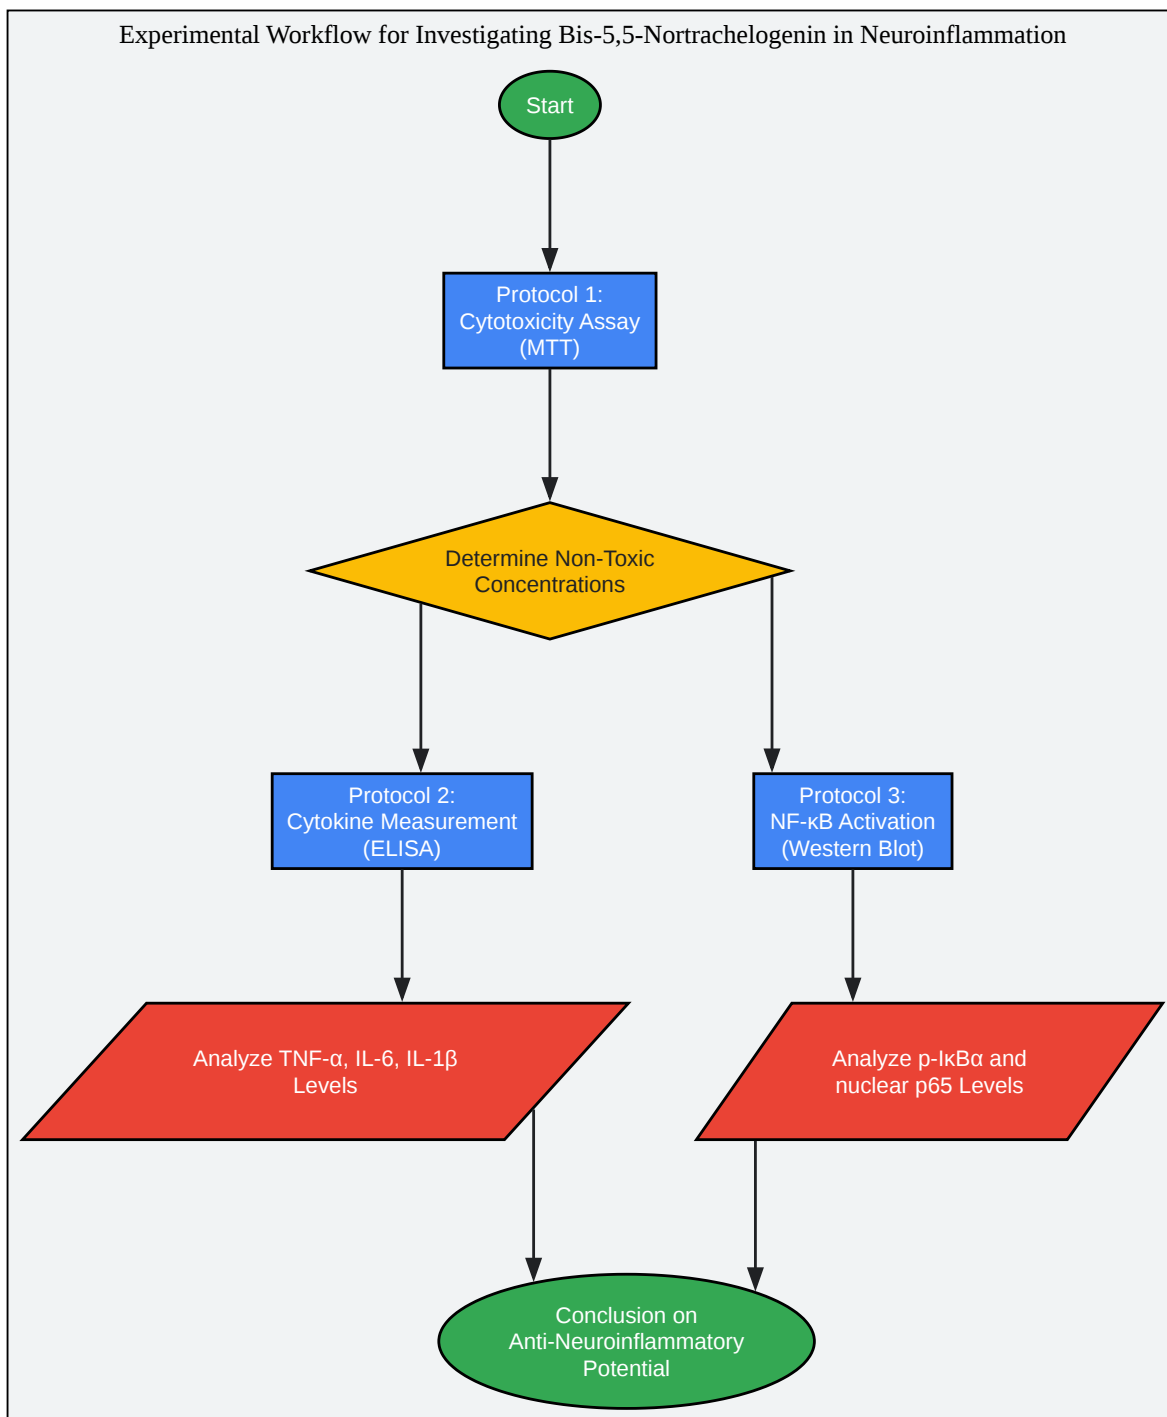 Experimental Workflow for Investigating Bis-5,5-Nortrachelogenin in Neuroinflammation
Start
Protocol 1:
Cytotoxicity Assay
(MTT)
Determine Non-Toxic
Concentrations
Protocol 2:
Cytokine Measurement
(ELISA)
Protocol 3:
NF-κB Activation
(Western Blot)
Analyze TNF-α, IL-6, IL-1β
Levels
Analyze p-IκBα and
nuclear p65 Levels
Conclusion on
Anti-Neuroinflammatory
Potential